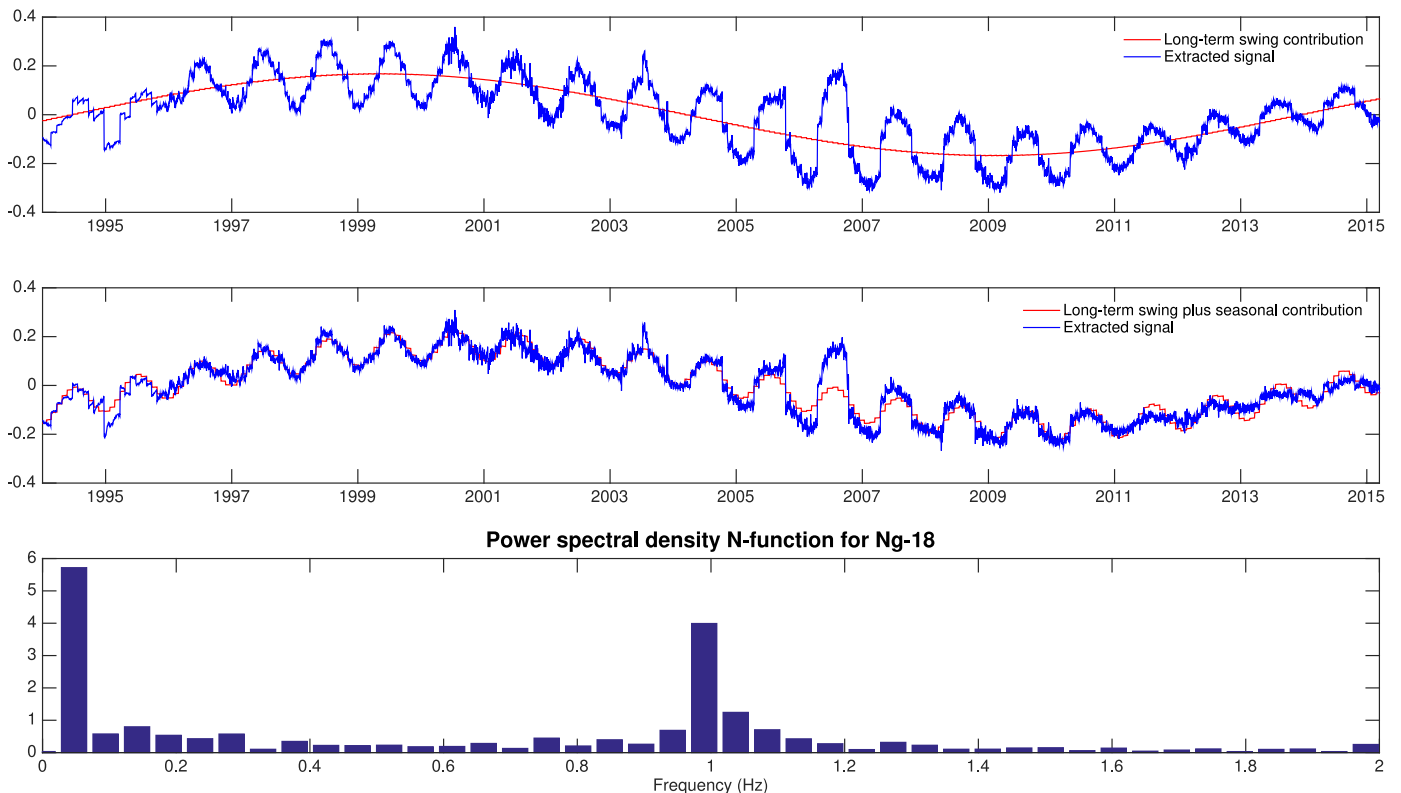 0.4
0.2
0
-0.2
-0.4
Long-term swing contribution
Extracted signal
1995 1997 1999 2001 2003 2005 2007 2009 2011 2013 2015
0.4
0.2
0
-0.2
-0.4
Long-term swing plus seasonal contribution
Extracted signal
1995 1997 1999 2001 2003 2005 2007 2009 2011 2013 2015
Power spectral density N-function for Ng-18
6
5
4
3
2
1
0
0 0.2 0.4 0.6 0.8 1 1.2 1.4 1.6 1.8 2
Frequency (Hz)